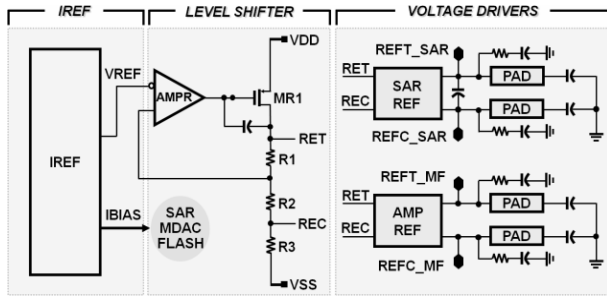 IREF
LEVEL SHIFTER
VOLTAGE DRIVERS
VREF
IREF
IBIAS
AMPR
VDD
MR1
RET
R1
R2
REC
R3
VSS
SAR
MDAC
FLASH
REFT_SAR
RET
REC
SAR
REF
PAD
PAD
REFC_SAR
REFT_MF
RET
REC
AMP
REF
PAD
PAD
REFC_MF